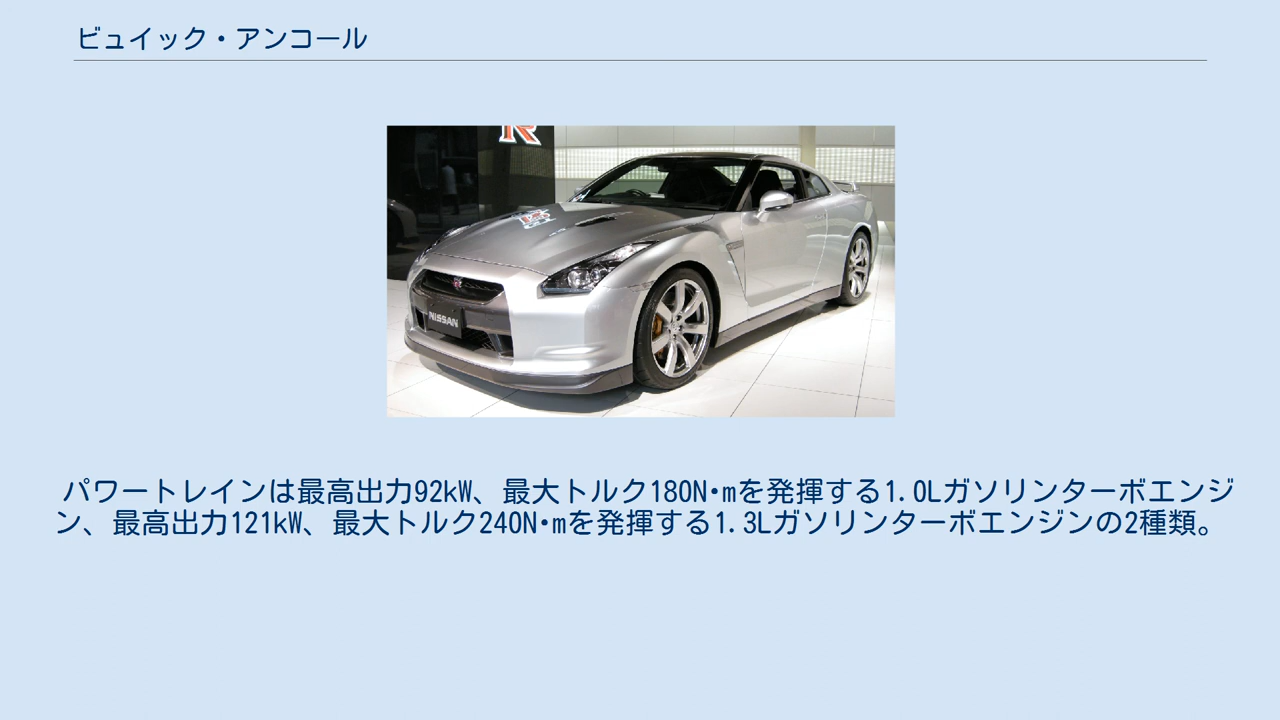 ビュイック・アンコール
R
NISSAN
パワートレインは最高出力92kW、最大トルク180N・mを発揮する1.0Lガソリンターボエンジ
ン、最高出力121kW、最大トルク240N・mを発揮する1.3Lガソリンターボエンジンの2種類。